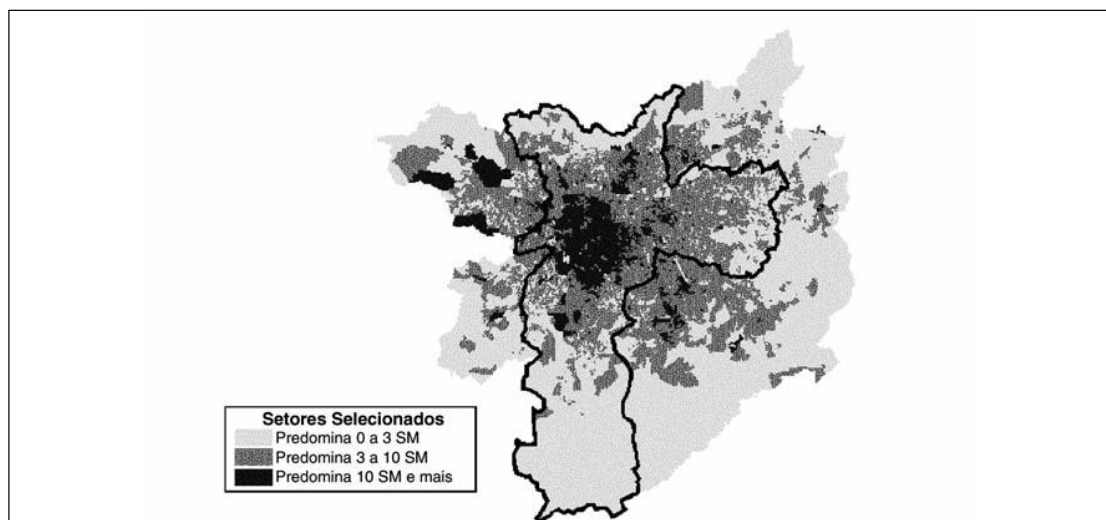 Setores Selecionados
Predomina 0 a 3 SM
Predomina 3 a 10 SM
Predomina 10 SM e mais